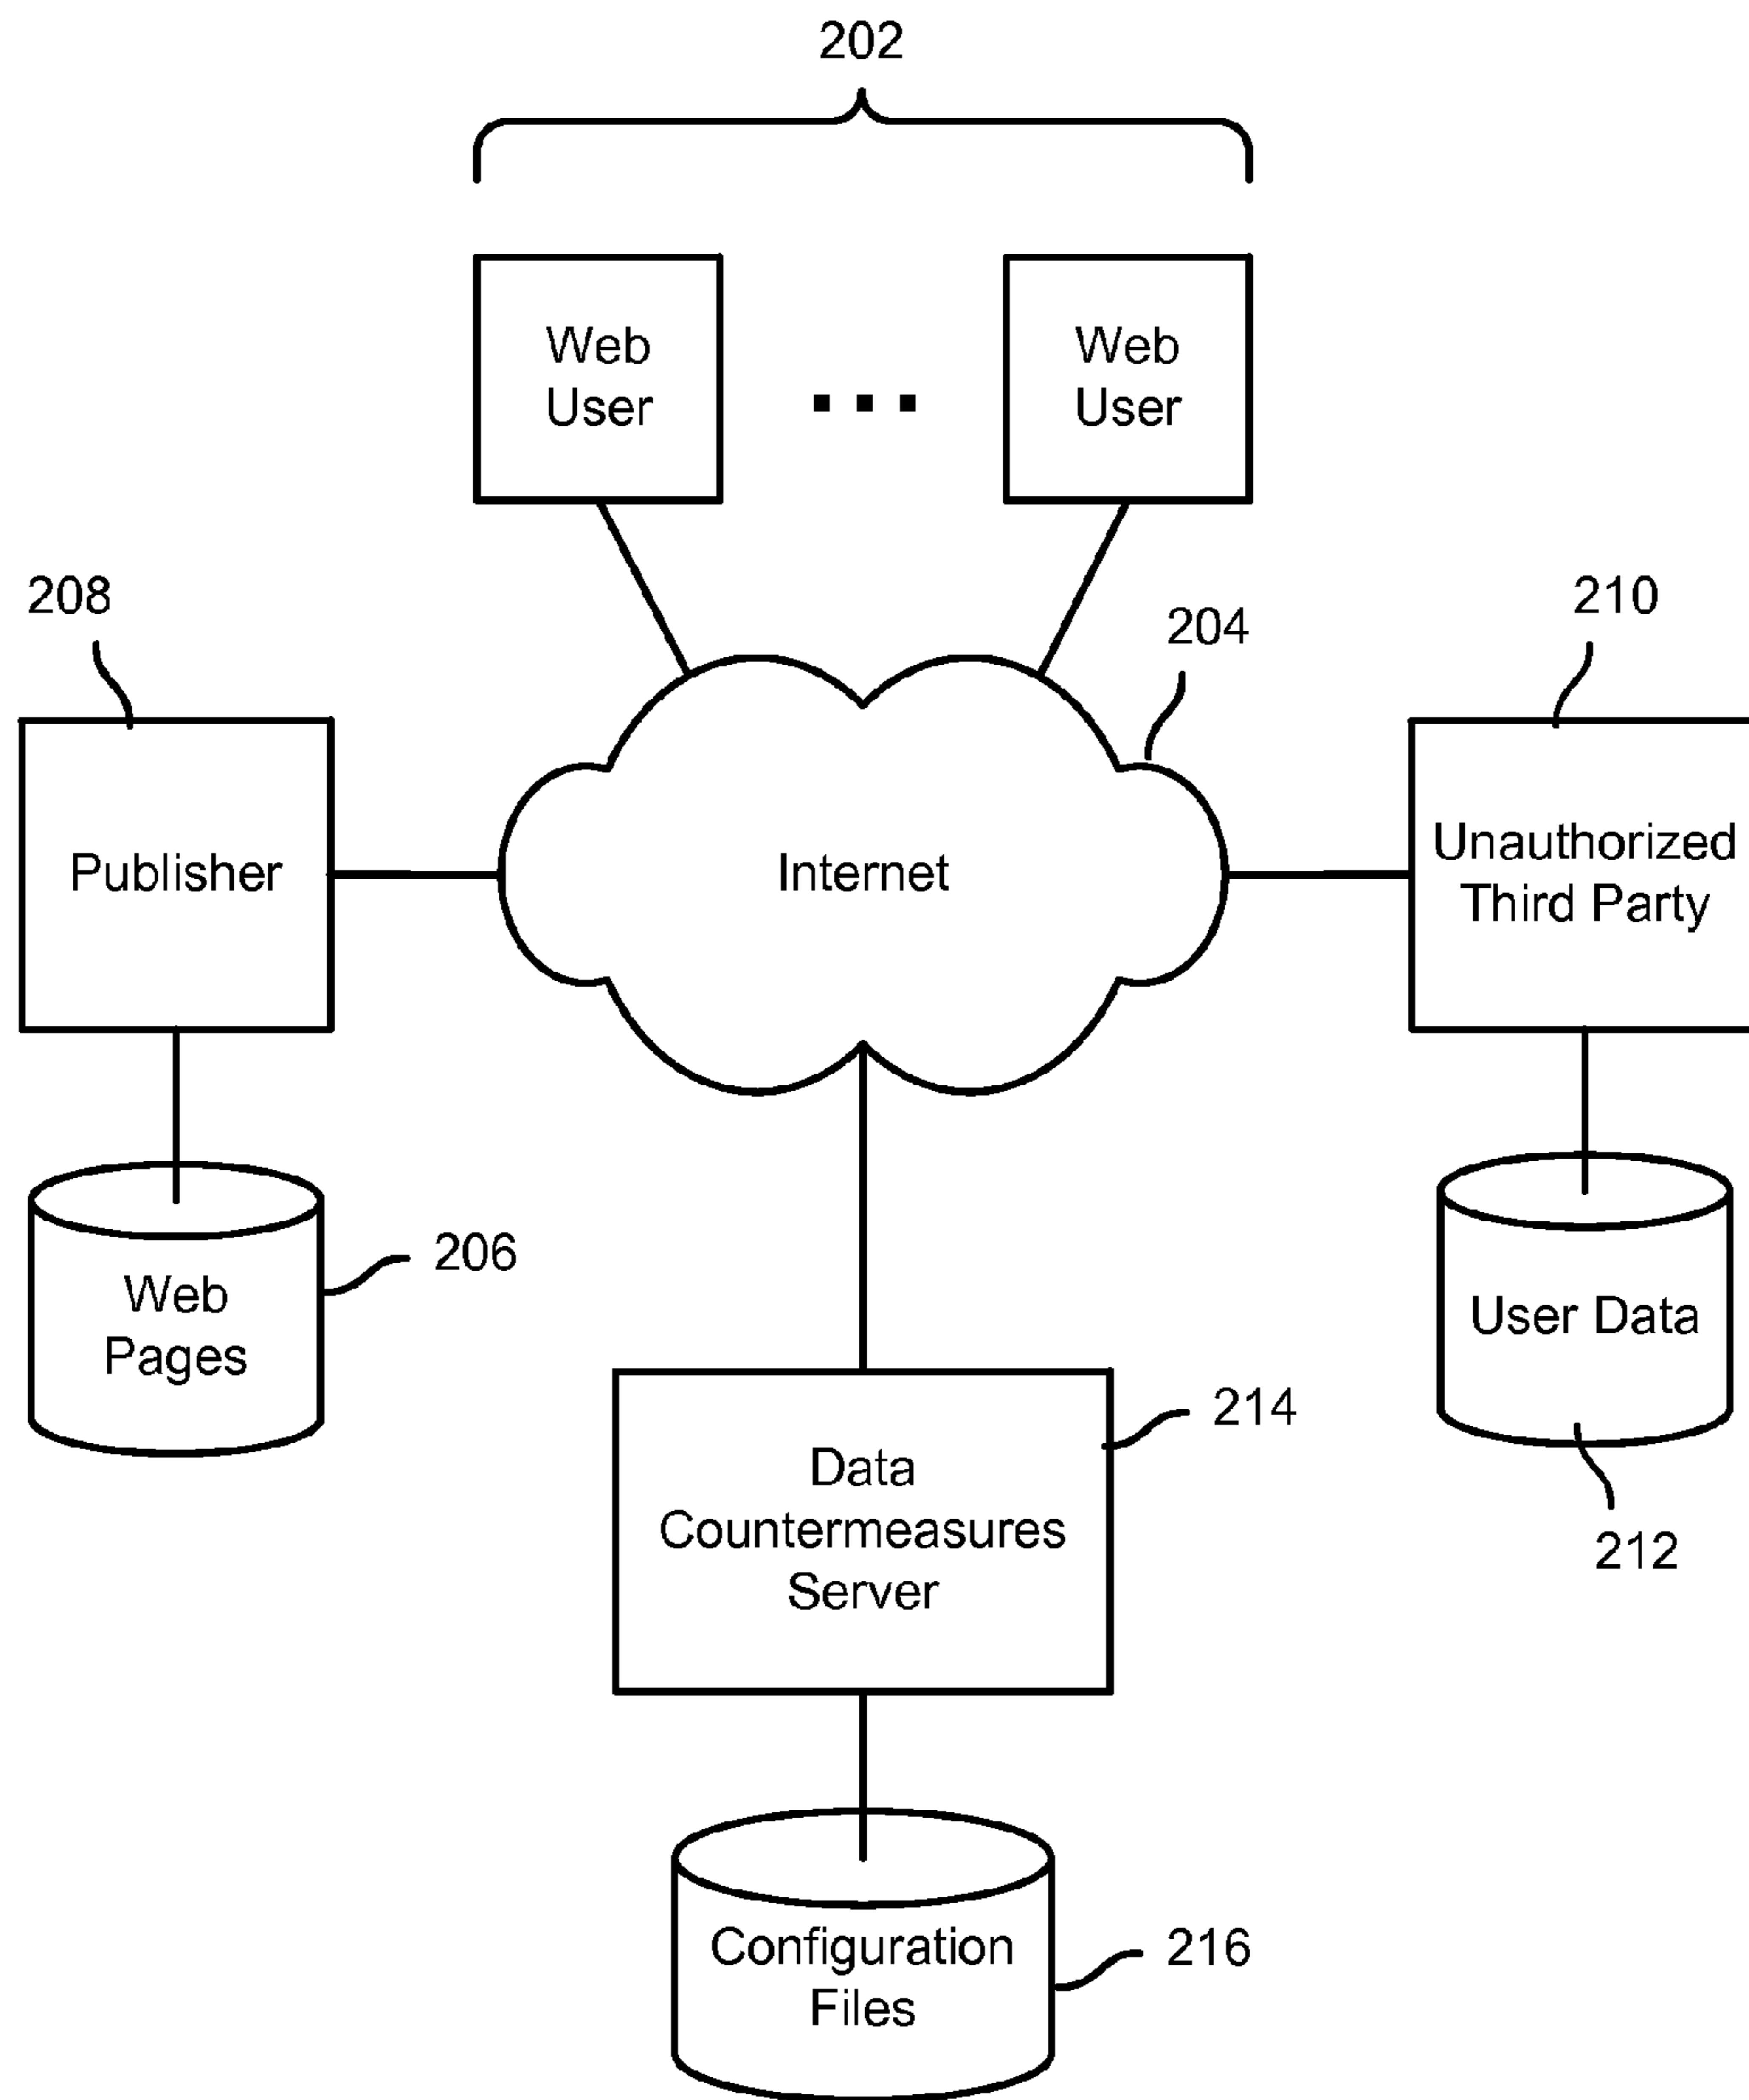 202
Web
User
...
Web
User
208
204
210
Publisher
Internet
Unauthorized
Third Party
Web
Pages
206
User Data
212
Data
Countermeasures
Server
214
Configuration
Files
216